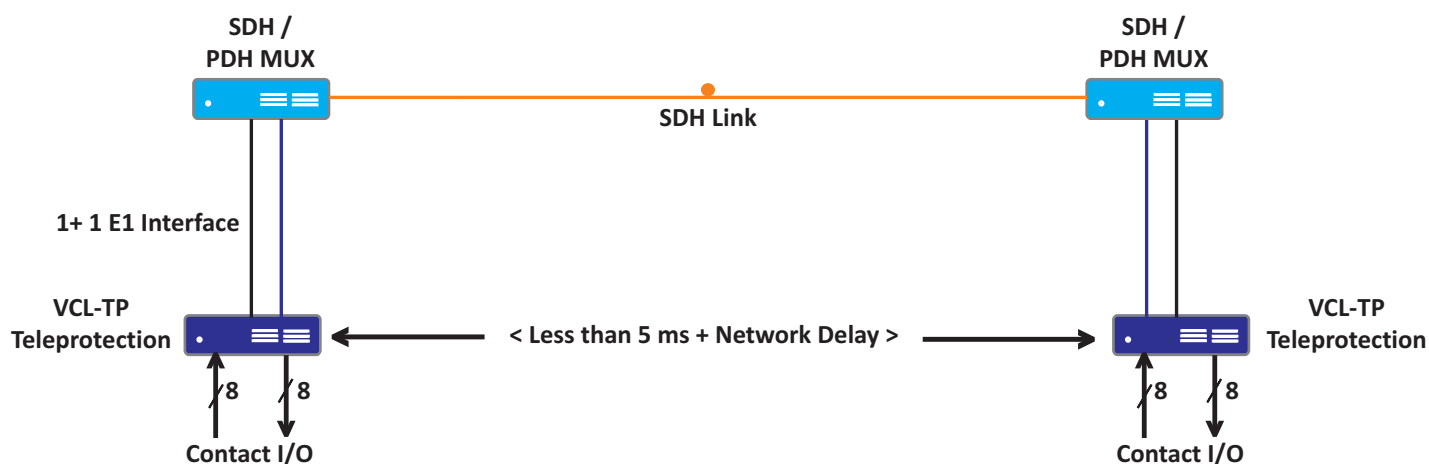 SDH /
PDH MUX
SDH /
PDH MUX
SDH Link
1+ 1 E1 Interface
VCL-TP
Teleprotection
< Less than 5 ms + Network Delay >
VCL-TP
Teleprotection
8
8
8
8
Contact I/O
Contact I/O